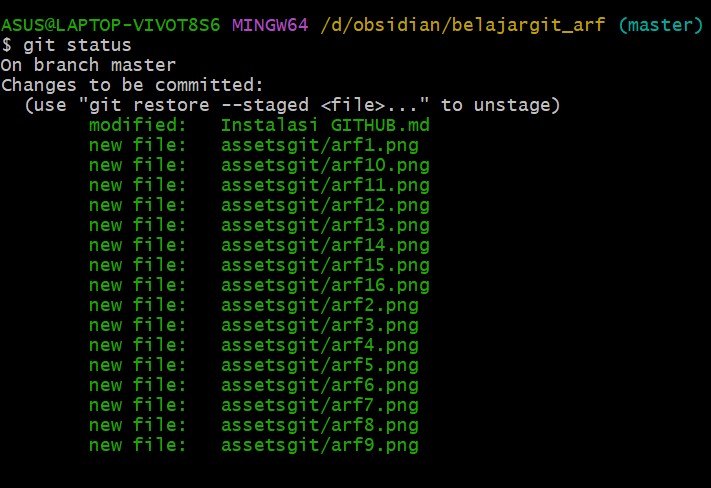 ASUS@LAPTOP-VIVOT8S6 MINGW64 /d/obsidian/belajargit_arf (master)
$ git status
On branch master
Changes to be committed:
  (use "git restore --staged <file>..." to unstage)
        modified:   Instalasi GITHUB.md
        new file:   assetsgit/arf1.png
        new file:   assetsgit/arf10.png
        new file:   assetsgit/arf11.png
        new file:   assetsgit/arf12.png
        new file:   assetsgit/arf13.png
        new file:   assetsgit/arf14.png
        new file:   assetsgit/arf15.png
        new file:   assetsgit/arf16.png
        new file:   assetsgit/arf2.png
        new file:   assetsgit/arf3.png
        new file:   assetsgit/arf4.png
        new file:   assetsgit/arf5.png
        new file:   assetsgit/arf6.png
        new file:   assetsgit/arf7.png
        new file:   assetsgit/arf8.png
        new file:   assetsgit/arf9.png